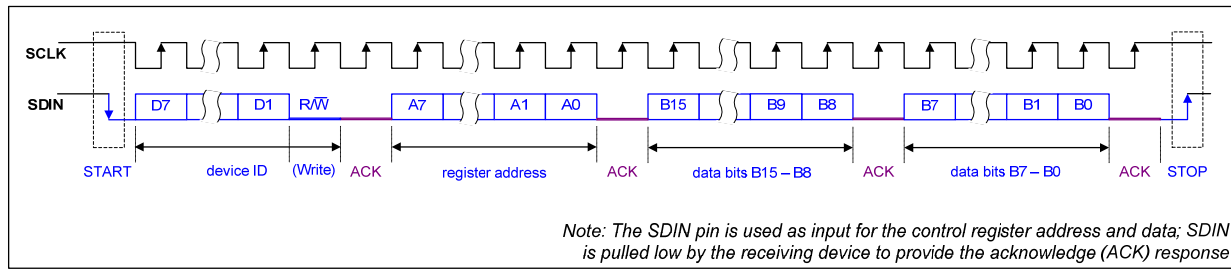 SCLK
SDIN
D7 D1 R/W A7 A1 A0 B15 B9 B8 B7 B1 B0
START device ID (Write) ACK register address ACK data bits B15 – B8 ACK data bits B7 – B0 ACK STOP
Note: The SDIN pin is used as input for the control register address and data; SDIN
is pulled low by the receiving device to provide the acknowledge (ACK) response